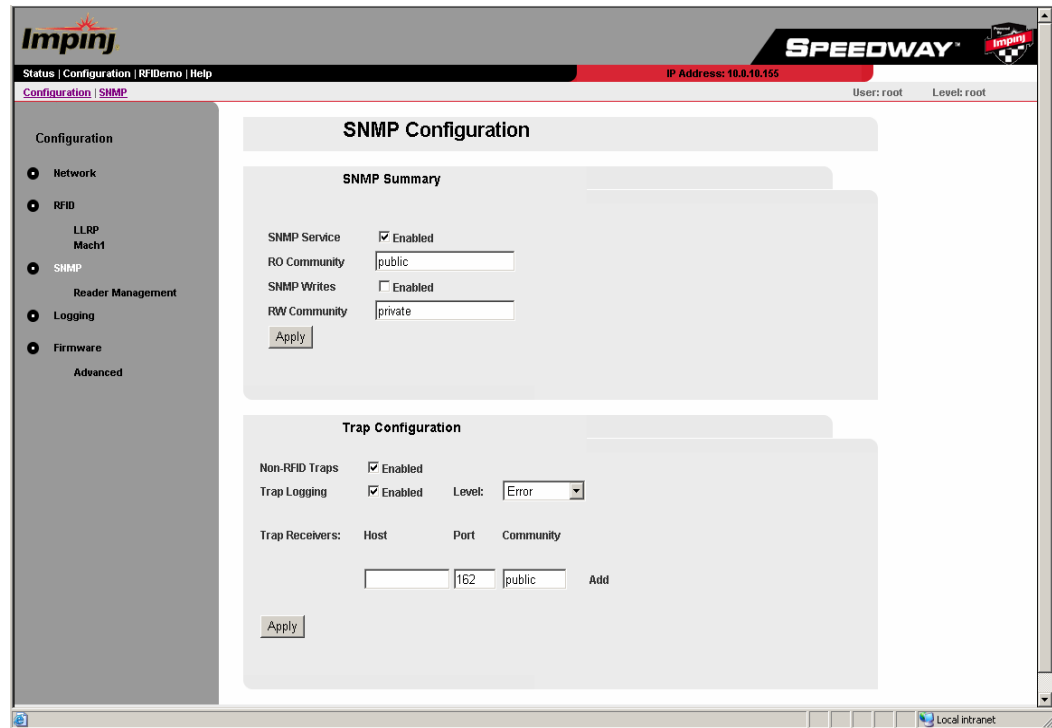 Impinj
SPEEDWAY™
Powered By Impinj
Status | Configuration | RFIDemo | Help
IP Address: 10.0.10.155
Configuration | SNMP
User: root Level: root
Configuration
Network
RFID
LLRP
Mach1
SNMP
Reader Management
Logging
Firmware
Advanced
SNMP Configuration
SNMP Summary
SNMP Service Enabled
RO Community public
SNMP Writes Enabled
RW Community private
Apply
Trap Configuration
Non-RFID Traps Enabled
Trap Logging Enabled Level: Error
Trap Receivers: Host Port Community
162 public Add
Apply
Local intranet